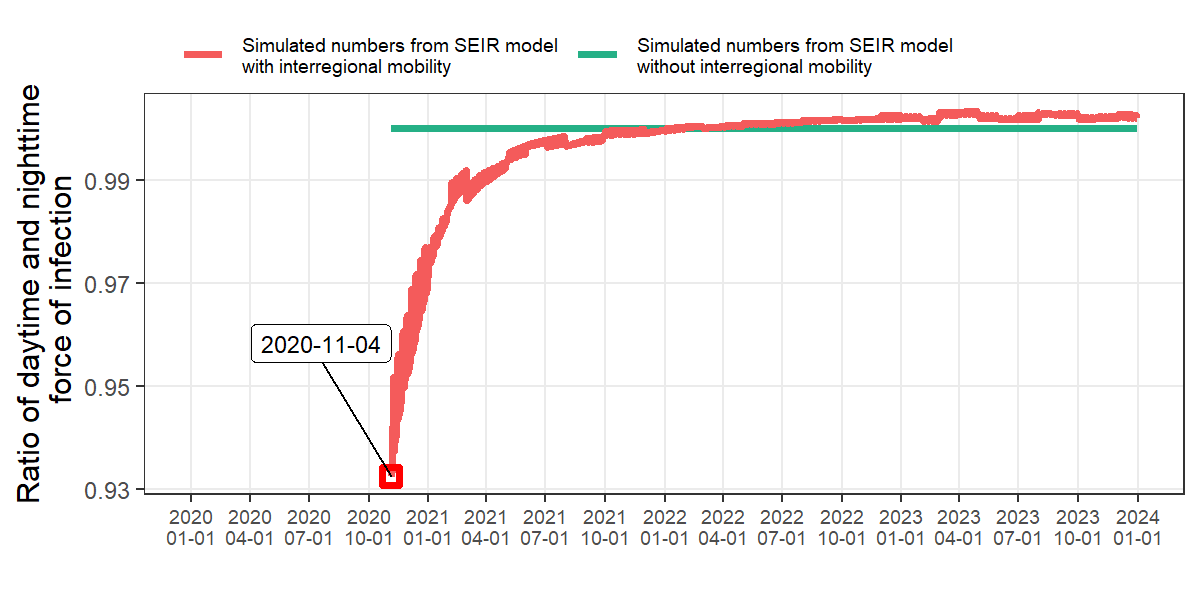 Simulated numbers from SEIR model
with interregional mobility
Simulated numbers from SEIR model
without interregional mobility
Ratio of daytime and nighttime
force of infection
0.99
0.97
0.95
0.93
2020-11-04
2020 2020 2020 2020 2021 2021 2021 2021 2022 2022 2022 2022 2023 2023 2023 2023 2024
01-01 04-01 07-01 10-01 01-01 04-01 07-01 10-01 01-01 04-01 07-01 10-01 01-01 04-01 07-01 10-01 01-01